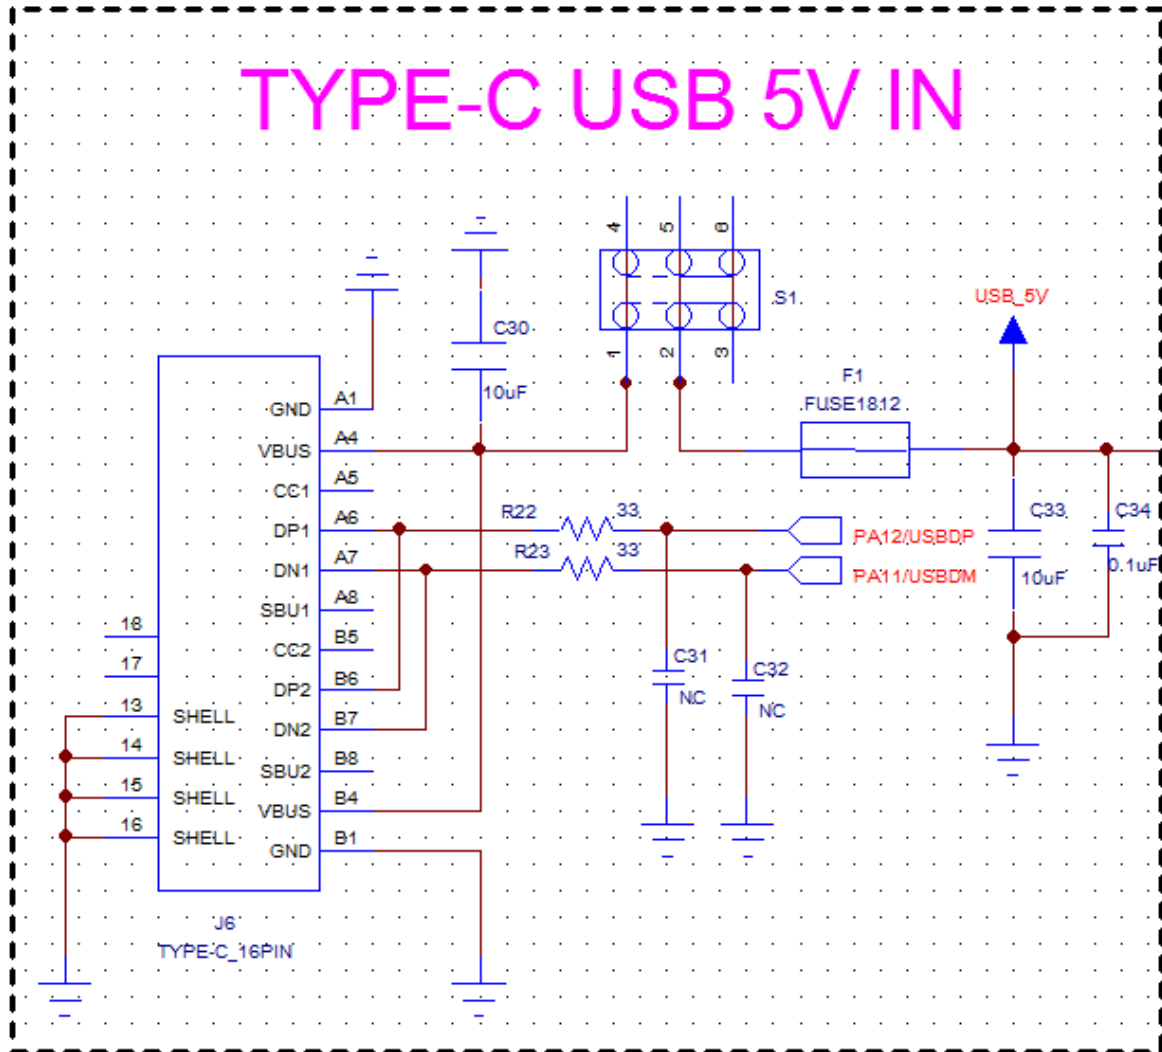 TYPE-C USB 5V IN
4 5 6
S1
1 2 3
C30
10uF
USB_5V
F1
FUSE1812
GND A1
VBUS A4
CC1 A5
DP1 A6
DN1 A7
SBU1 A8
CC2 B5
DP2 B6
DN2 B7
SBU2 B8
VBUS B4
GND B1
18
17
13 SHELL
14 SHELL
15 SHELL
16 SHELL
J6
TYPE-C_16PIN
R22 33
R23 33
PA12/USBDP
PA11/USBDM
C33
10uF
C34
0.1uF
C31
NC
C32
NC